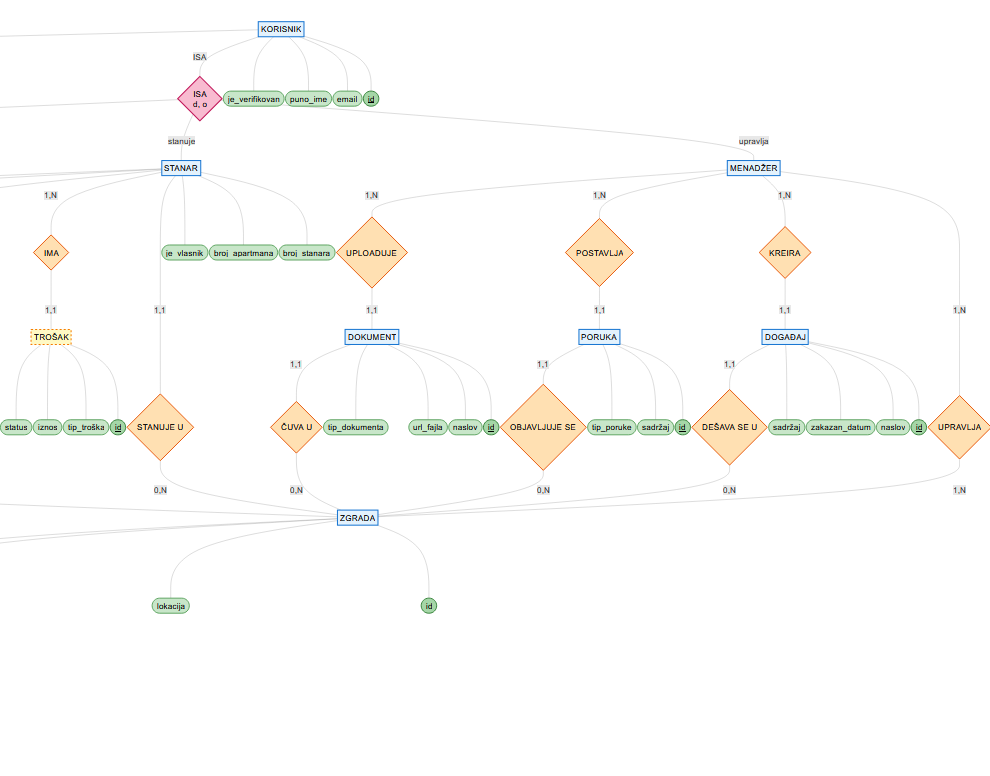 KORISNIK
ISA
ISA
d, o
je_verifikovan
puno_ime
email
id
stanuje
upravlja
STANAR
MENADŽER
1,N
1,N
1,N
1,N
IMA
je_vlasnik
broj_apartmana
broj_stanara
UPLOADUJE
POSTAVLJA
KREIRA
1,1
1,1
1,1
1,1
1,1
1,N
TROŠAK
DOKUMENT
PORUKA
DOGAĐAJ
1,1
1,1
1,1
status
iznos
tip_troška
id
STANUJE U
ČUVA U
tip_dokumenta
url_fajla
naslov
id
OBJAVLJUJE SE
tip_poruke
sadržaj
id
DEŠAVA SE U
sadržaj
zakazan_datum
naslov
id
UPRAVLJA
0,N
0,N
0,N
0,N
1,N
ZGRADA
lokacija
id